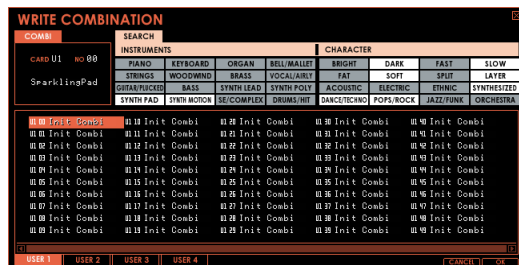 WRITE COMBINATION
COMBI SEARCH
INSTRUMENTS CHARACTER
CARD U1 NO 00
SparklingPad
PIANO KEYBOARD ORGAN BELL/MALLET BRIGHT DARK FAST SLOW
STRINGS WOODWIND BRASS VOCAL/AIRLY FAT SOFT SPLIT LAYER
GUITAR/PLUCKED BASS SYNTH LEAD SYNTH POLY ACOUSTIC ELECTRIC ETHNIC SYNTHESIZED
SYNTH PAD SYNTH MOTION SE/COMPLEX DRUMS/HIT DANCE/TECHNO POPS/ROCK JAZZ/FUNK ORCHESTRA
U1 00 Init Combi U1 10 Init Combi U1 20 Init Combi U1 30 Init Combi U1 40 Init Combi
U1 01 Init Combi U1 11 Init Combi U1 21 Init Combi U1 31 Init Combi U1 41 Init Combi
U1 02 Init Combi U1 12 Init Combi U1 22 Init Combi U1 32 Init Combi U1 42 Init Combi
U1 03 Init Combi U1 13 Init Combi U1 23 Init Combi U1 33 Init Combi U1 43 Init Combi
U1 04 Init Combi U1 14 Init Combi U1 24 Init Combi U1 34 Init Combi U1 44 Init Combi
U1 05 Init Combi U1 15 Init Combi U1 25 Init Combi U1 35 Init Combi U1 45 Init Combi
U1 06 Init Combi U1 16 Init Combi U1 26 Init Combi U1 36 Init Combi U1 46 Init Combi
U1 07 Init Combi U1 17 Init Combi U1 27 Init Combi U1 37 Init Combi U1 47 Init Combi
U1 08 Init Combi U1 18 Init Combi U1 28 Init Combi U1 38 Init Combi U1 48 Init Combi
U1 09 Init Combi U1 19 Init Combi U1 29 Init Combi U1 39 Init Combi U1 49 Init Combi
USER 1 USER 2 USER 3 USER 4 CANCEL OK